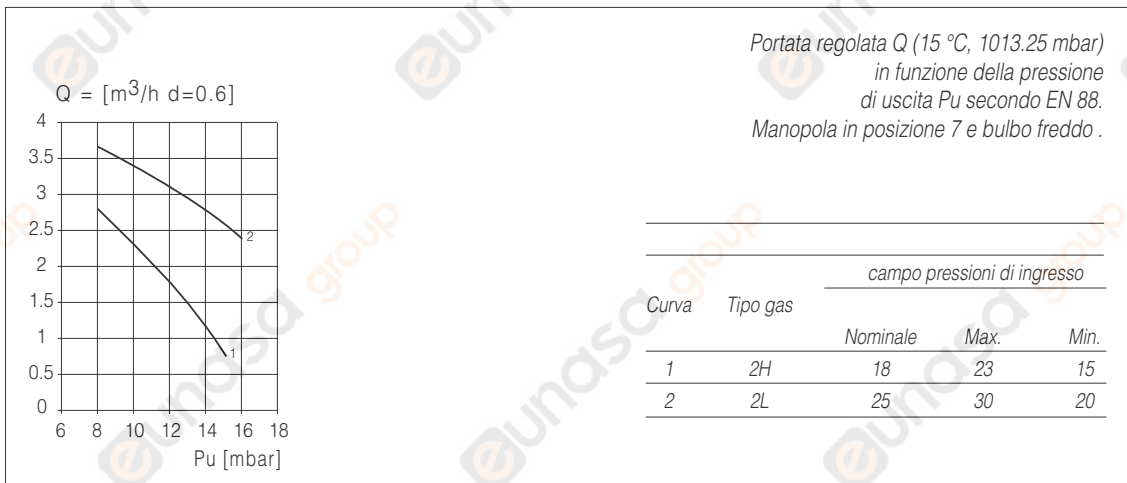 Portata regolata Q (15 °C, 1013.25 mbar)
in funzione della pressione
di uscita Pu secondo EN 88.
Manopola in posizione 7 e bulbo freddo .
Q = [m³/h d=0.6]
4
3.5
3
2.5
2
1.5
1
0.5
0
6 8 10 12 14 16 18
Pu [mbar]
2
1
campo pressioni di ingresso
Curva Tipo gas
Nominale Max. Min.
1 2H 18 23 15
2 2L 25 30 20
eunasa group